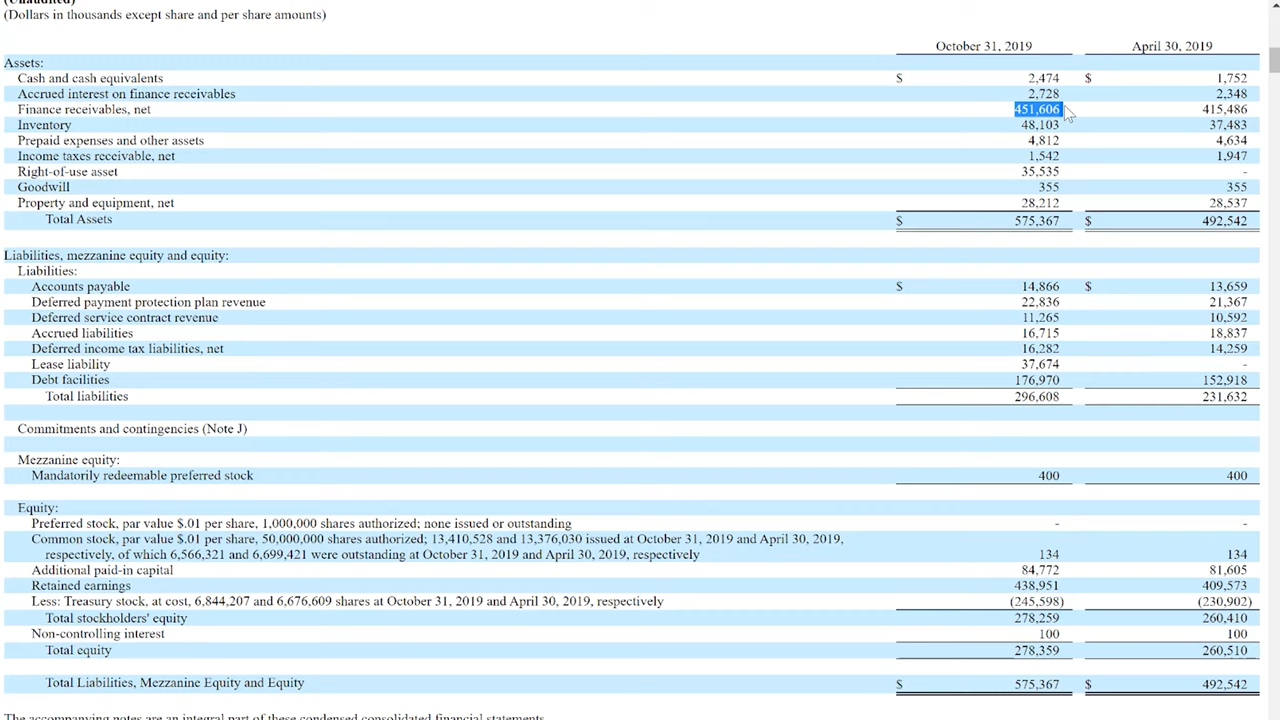 (Unaudited)
(Dollars in thousands except share and per share amounts)
October 31, 2019 April 30, 2019
Assets:
Cash and cash equivalents $ 2,474 $ 1,752
Accrued interest on finance receivables 2,728 2,348
Finance receivables, net 451,606 415,486
Inventory 48,103 37,483
Prepaid expenses and other assets 4,812 4,634
Income taxes receivable, net 1,542 1,947
Right-of-use asset 35,535 -
Goodwill 355 355
Property and equipment, net 28,212 28,537
Total Assets $ 575,367 $ 492,542
Liabilities, mezzanine equity and equity:
Liabilities:
Accounts payable $ 14,866 $ 13,659
Deferred payment protection plan revenue 22,836 21,367
Deferred service contract revenue 11,265 10,592
Accrued liabilities 16,715 18,837
Deferred income tax liabilities, net 16,282 14,259
Lease liability 37,674 -
Debt facilities 176,970 152,918
Total liabilities 296,608 231,632
Commitments and contingencies (Note J)
Mezzanine equity:
Mandatorily redeemable preferred stock 400 400
Equity:
Preferred stock, par value $.01 per share, 1,000,000 shares authorized; none issued or outstanding - -
Common stock, par value $.01 per share, 50,000,000 shares authorized; 13,410,528 and 13,376,030 issued at October 31, 2019 and April 30, 2019,
respectively, of which 6,566,321 and 6,699,421 were outstanding at October 31, 2019 and April 30, 2019, respectively 134 134
Additional paid-in capital 84,772 81,605
Retained earnings 438,951 409,573
Less: Treasury stock, at cost, 6,844,207 and 6,676,609 shares at October 31, 2019 and April 30, 2019, respectively (245,598) (230,902)
Total stockholders' equity 278,259 260,410
Non-controlling interest 100 100
Total equity 278,359 260,510
Total Liabilities, Mezzanine Equity and Equity $ 575,367 $ 492,542
The accompanying notes are an integral part of these condensed consolidated financial statements